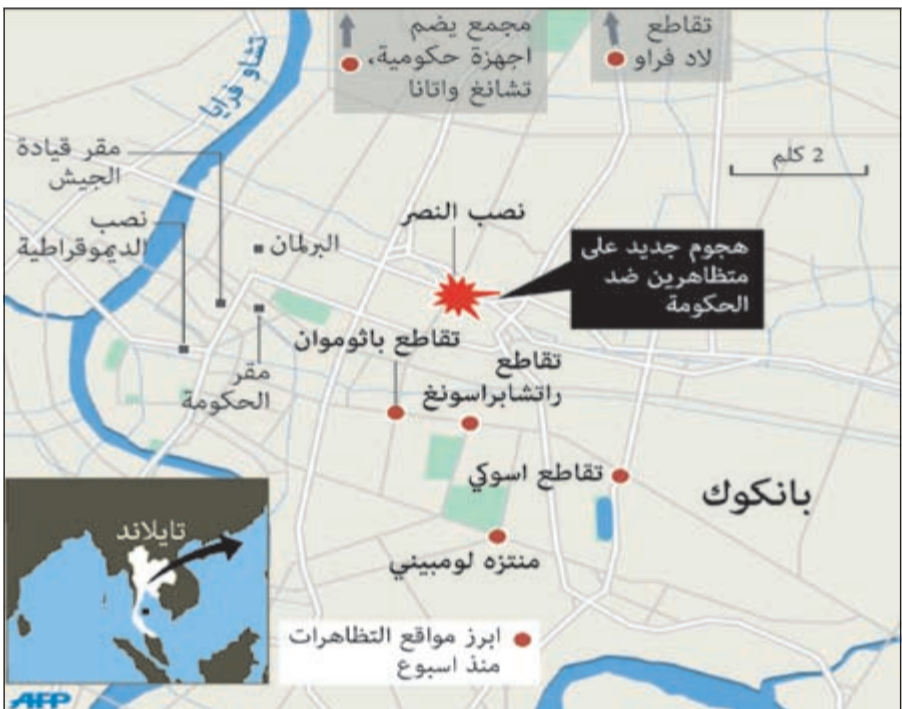 تقاطع
لاد فراو
مجمع يضم
اجهزة حكومية،
تشانغ واتانا
تشاو فرايا
2 كلم
مقر قيادة
الجيش
نصب
الديموقراطية
البرلمان
نصب النصر
هجوم جديد على
متظاهرين ضد
الحكومة
تقاطع باثوموان
تقاطع
راتشابراسونغ
مقر
الحكومة
تقاطع اسوكي
بانكوك
منتزه لومبيني
تايلاند
ابرز مواقع التظاهرات
منذ اسبوع
AFP